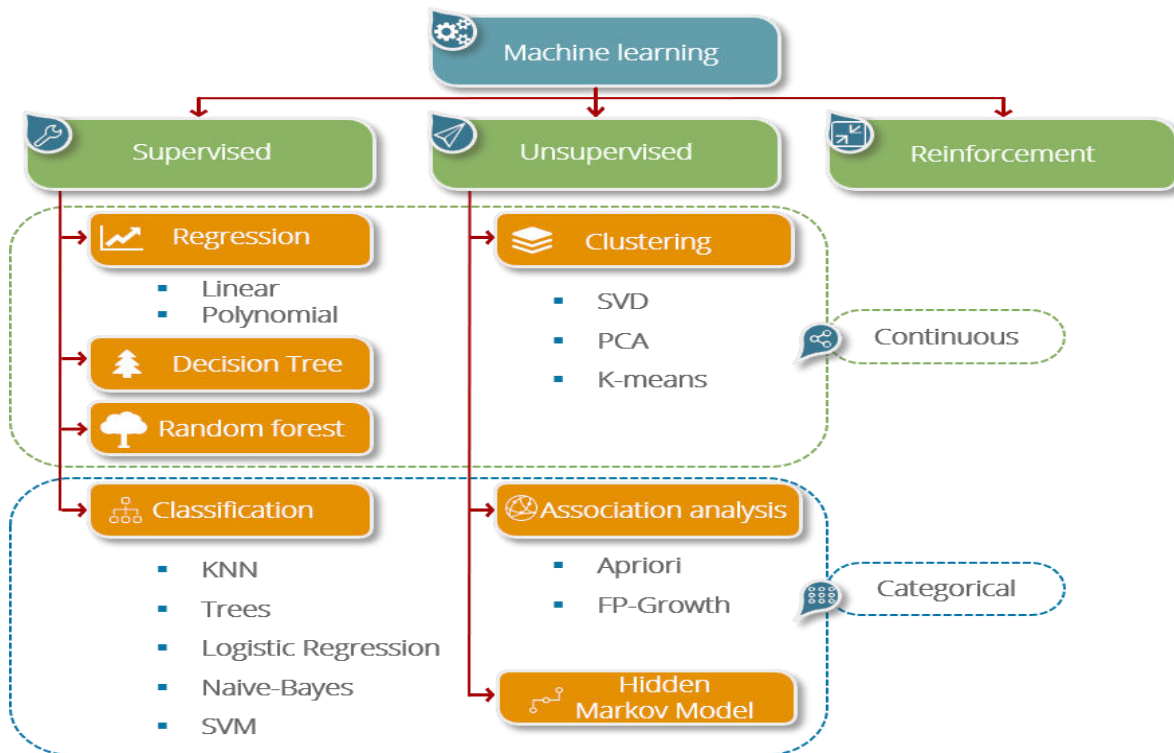 Machine learning
Supervised
Unsupervised
Reinforcement
Regression
Linear
Polynomial
Decision Tree
Random forest
Clustering
SVD
PCA
K-means
Continuous
Classification
KNN
Trees
Logistic Regression
Naive-Bayes
SVM
Association analysis
Apriori
FP-Growth
Hidden
Markov Model
Categorical